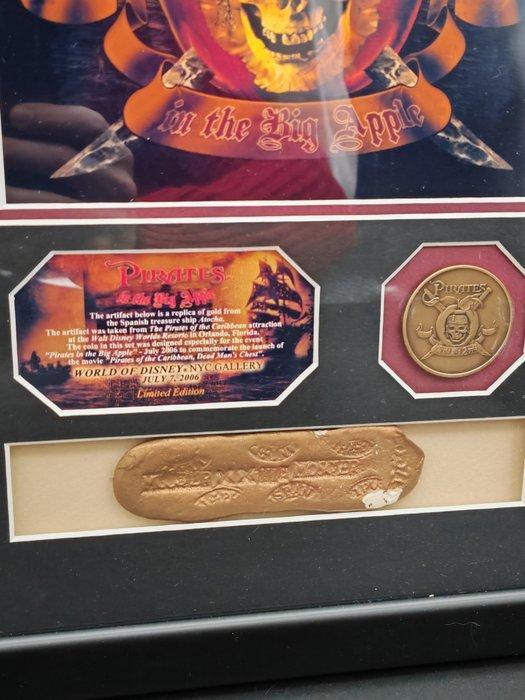 in the Big Apple
PIRATES
in the Big Apple
The artifact below is a replica of gold from
the Spanish treasure ship Atocha.
The artifact was taken from The Pirates of the Caribbean attraction
at the Walt Disney Worlds Resorts in Orlando, Florida.
The coin in this set was designed especially for the event
"Pirates in the Big Apple" - July 2006 to commemorate the launch of
the movie "Pirates of the Caribbean, Dead Man's Chest".
WORLD OF DISNEY NYC GALLERY
JULY 7, 2006
Limited Edition
PIRATES